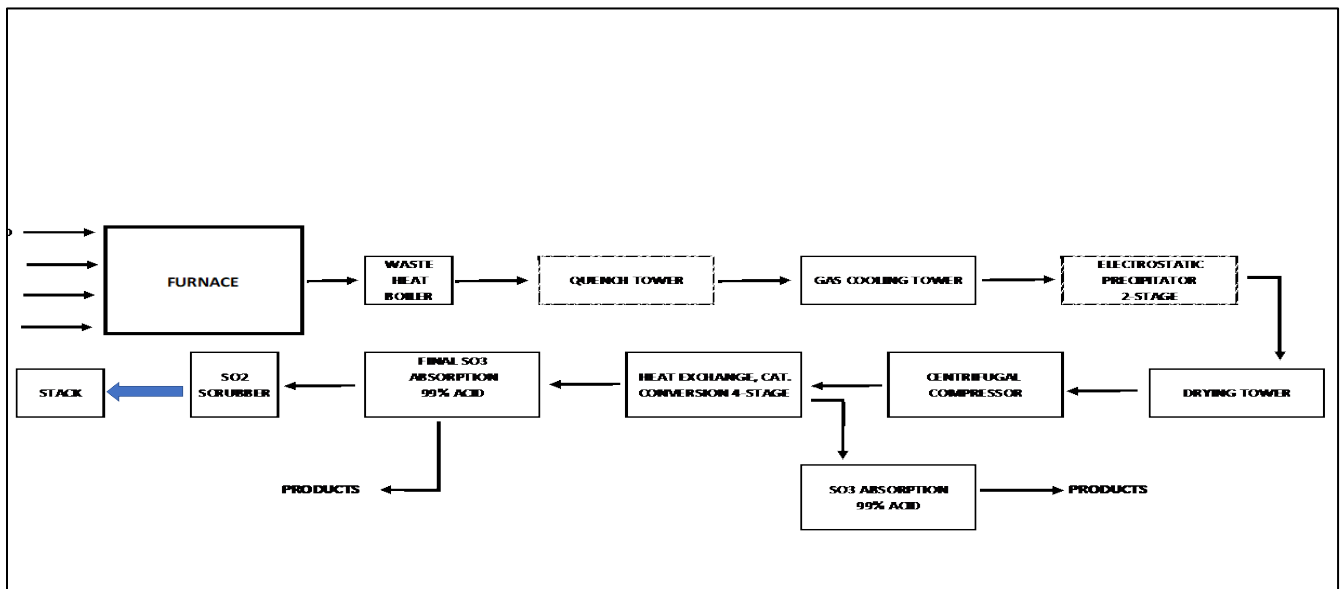 FURNACE
WASTE
HEAT
BOILER
QUENCH TOWER
GAS COOLING TOWER
ELECTROSTATIC
PRECIPITATOR
2-STAGE
STACK
SO2
SCRUBBER
FINAL SO3
ABSORPTION
99% ACID
HEAT EXCHANGE, CAT.
CONVERSION 4-STAGE
CENTRIFUGAL
COMPRESSOR
DRYING TOWER
PRODUCTS
SO3 ABSORPTION
99% ACID
PRODUCTS